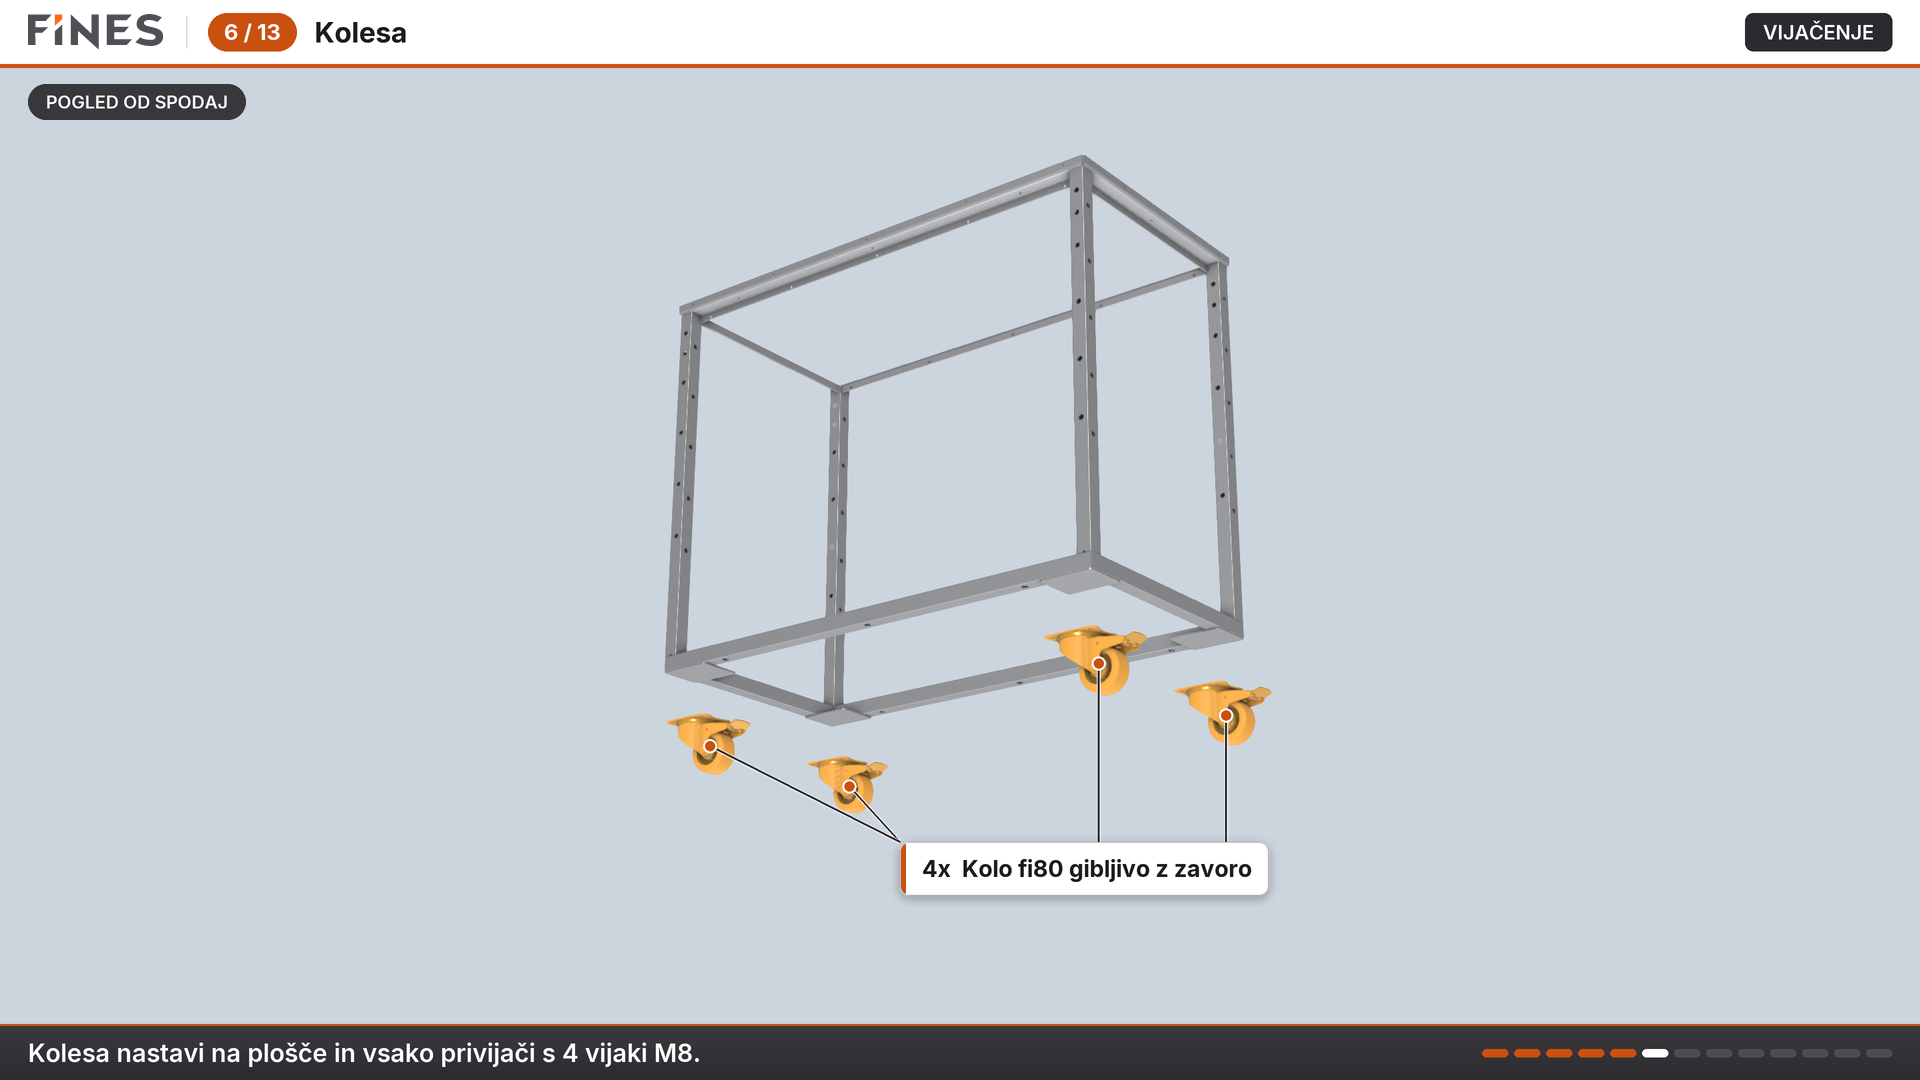 FINES
6 / 13
Kolesa
VIJAČENJE
POGLED OD SPODAJ
4x Kolo fi80 gibljivo z zavoro
Kolesa nastavi na plošče in vsako privijači s 4 vijaki M8.